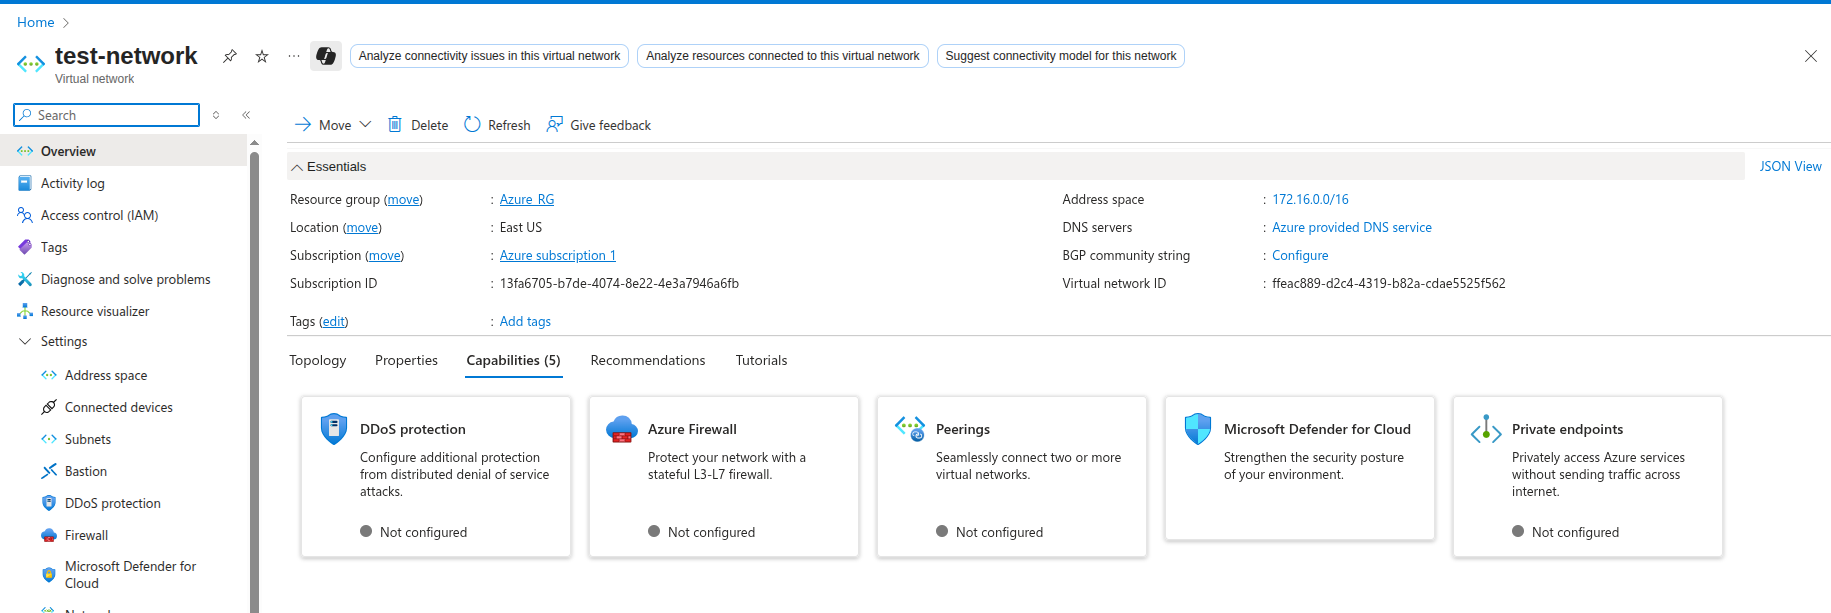 Home
test-network
Virtual network
Analyze connectivity issues in this virtual network
Analyze resources connected to this virtual network
Suggest connectivity model for this network
Search
Overview
Activity log
Access control (IAM)
Tags
Diagnose and solve problems
Resource visualizer
Settings
Address space
Connected devices
Subnets
Bastion
DDoS protection
Firewall
Microsoft Defender for
Cloud
Move
Delete
Refresh
Give feedback
Essentials
JSON View
Resource group (move) : Azure_RG
Location (move) : East US
Subscription (move) : Azure subscription 1
Subscription ID : 13fa6705-b7de-4074-8e22-4e3a7946a6fb
Tags (edit) : Add tags
Address space : 172.16.0.0/16
DNS servers : Azure provided DNS service
BGP community string : Configure
Virtual network ID : ffeac889-d2c4-4319-b82a-cdae5525f562
Topology
Properties
Capabilities (5)
Recommendations
Tutorials
DDoS protection
Configure additional protection
from distributed denial of service
attacks.
Not configured
Azure Firewall
Protect your network with a
stateful L3-L7 firewall.
Not configured
Peerings
Seamlessly connect two or more
virtual networks.
Not configured
Microsoft Defender for Cloud
Strengthen the security posture
of your environment.
Private endpoints
Privately access Azure services
without sending traffic across
internet.
Not configured